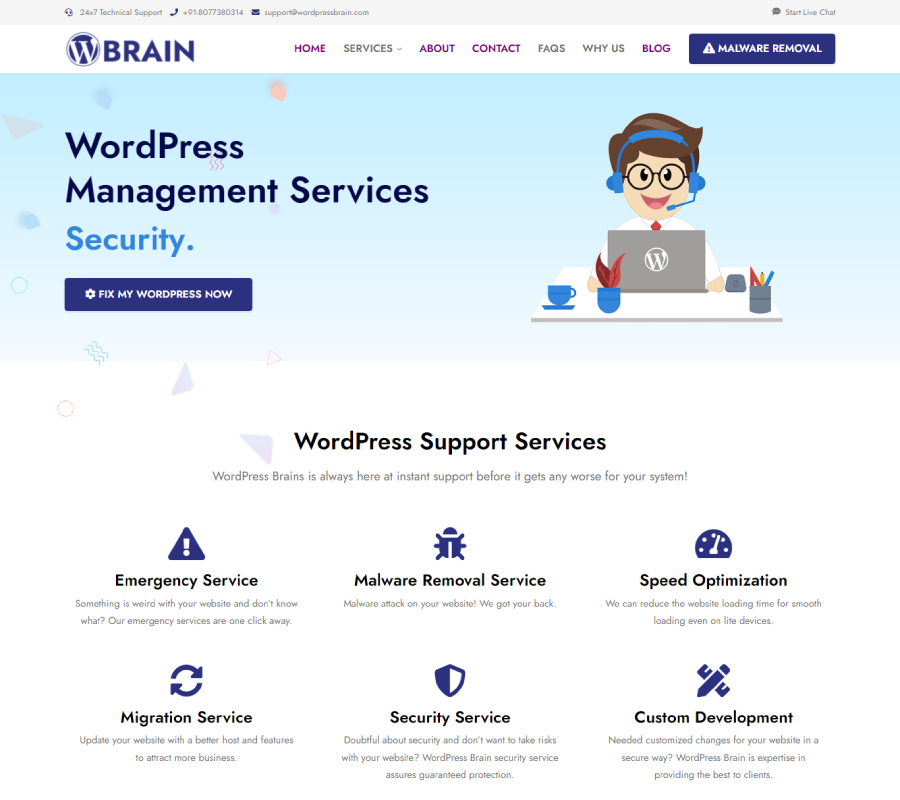 24x7 Technical Support +91-8077380314 support@wordpressbrain.com Start Live Chat
W BRAIN HOME SERVICES ABOUT CONTACT FAQS WHY US BLOG MALWARE REMOVAL
WordPress
Management Services
Security.
FIX MY WORDPRESS NOW
WordPress Support Services
WordPress Brains is always here at instant support before it gets any worse for your system!
Emergency Service
Something is weird with your website and don't know
what? Our emergency services are one click away.
Malware Removal Service
Malware attack on your website! We got your back.
Speed Optimization
We can reduce the website loading time for smooth
loading even on lite devices.
Migration Service
Update your website with a better host and features
to attract more business.
Security Service
Doubtful about security and don't want to take risks
with your website? WordPress Brain security service
assures guaranteed protection.
Custom Development
Needed customized changes for your website in a
secure way? WordPress Brain is expertise in
providing the best to clients.